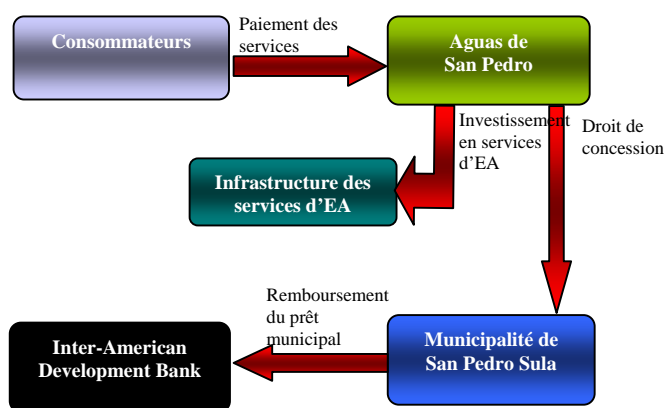 Consommateurs
Paiement des
services
Aguas de
San Pedro
Investissement
en services
d'EA
Droit de
concession
Infrastructure des
services d'EA
Remboursement
du prêt
municipal
Inter-American
Development Bank
Municipalité de
San Pedro Sula